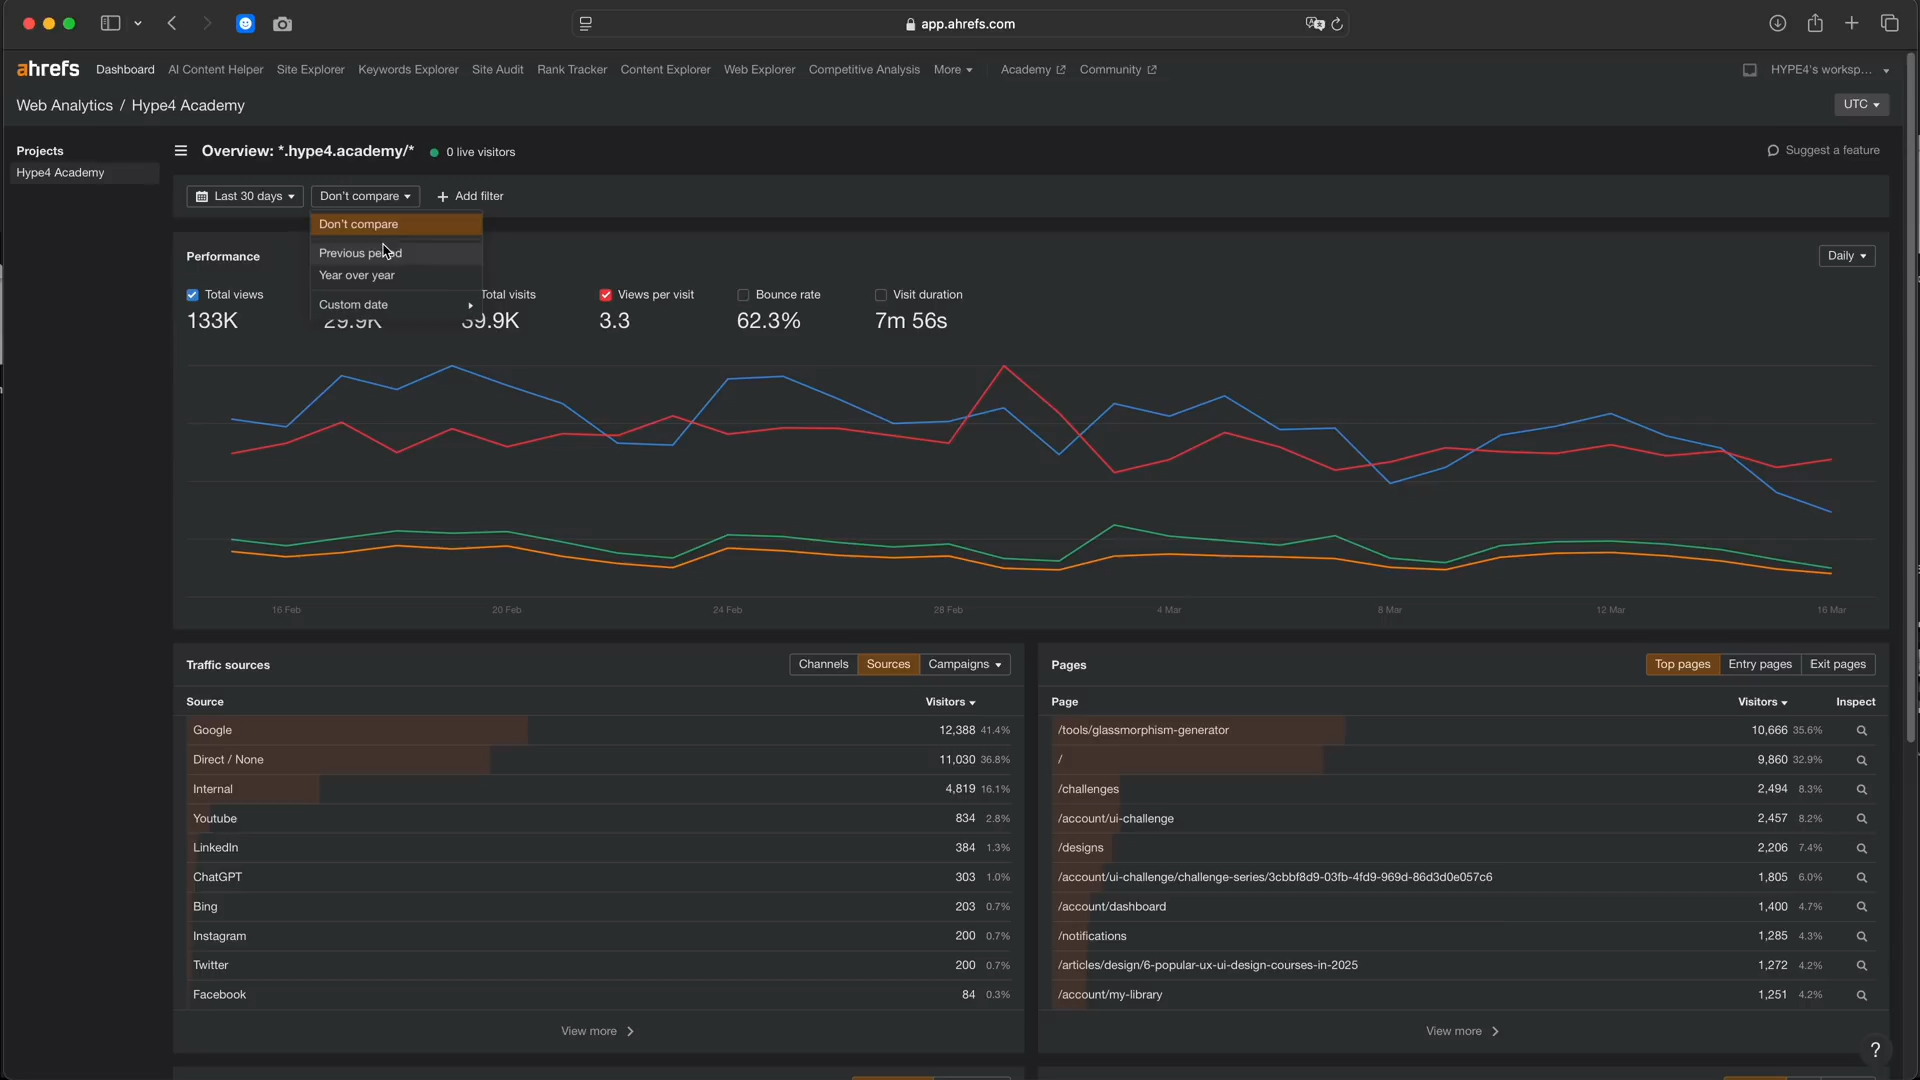 app.ahrefs.com
ahrefs Dashboard AI Content Helper Site Explorer Keywords Explorer Site Audit Rank Tracker Content Explorer Web Explorer Competitive Analysis More Academy Community HYPE4's worksp...
Web Analytics / Hype4 Academy UTC
Projects
Hype4 Academy
Overview: *.hype4.academy/* 0 live visitors Suggest a feature
Last 30 days Don't compare + Add filter
Don't compare
Previous period
Year over year
Custom date
Performance Daily
Total views
133K
29.9K
Total visits
39.9K
Views per visit
3.3
Bounce rate
62.3%
Visit duration
7m 56s
16 Feb 20 Feb 24 Feb 28 Feb 4 Mar 8 Mar 12 Mar 16 Mar
Traffic sources Channels Sources Campaigns
Source Visitors
Google 12,388 41.4%
Direct / None 11,030 36.8%
Internal 4,819 16.1%
Youtube 834 2.8%
LinkedIn 384 1.3%
ChatGPT 303 1.0%
Bing 203 0.7%
Instagram 200 0.7%
Twitter 200 0.7%
Facebook 84 0.3%
View more
Pages Top pages Entry pages Exit pages
Page Visitors Inspect
/tools/glassmorphism-generator 10,666 35.6%
/ 9,860 32.9%
/challenges 2,494 8.3%
/account/ui-challenge 2,457 8.2%
/designs 2,206 7.4%
/account/ui-challenge/challenge-series/3cbbf8d9-03fb-4fd9-969d-86d3d0e057c6 1,805 6.0%
/account/dashboard 1,400 4.7%
/notifications 1,285 4.3%
/articles/design/6-popular-ux-ui-design-courses-in-2025 1,272 4.2%
/account/my-library 1,251 4.2%
View more
?